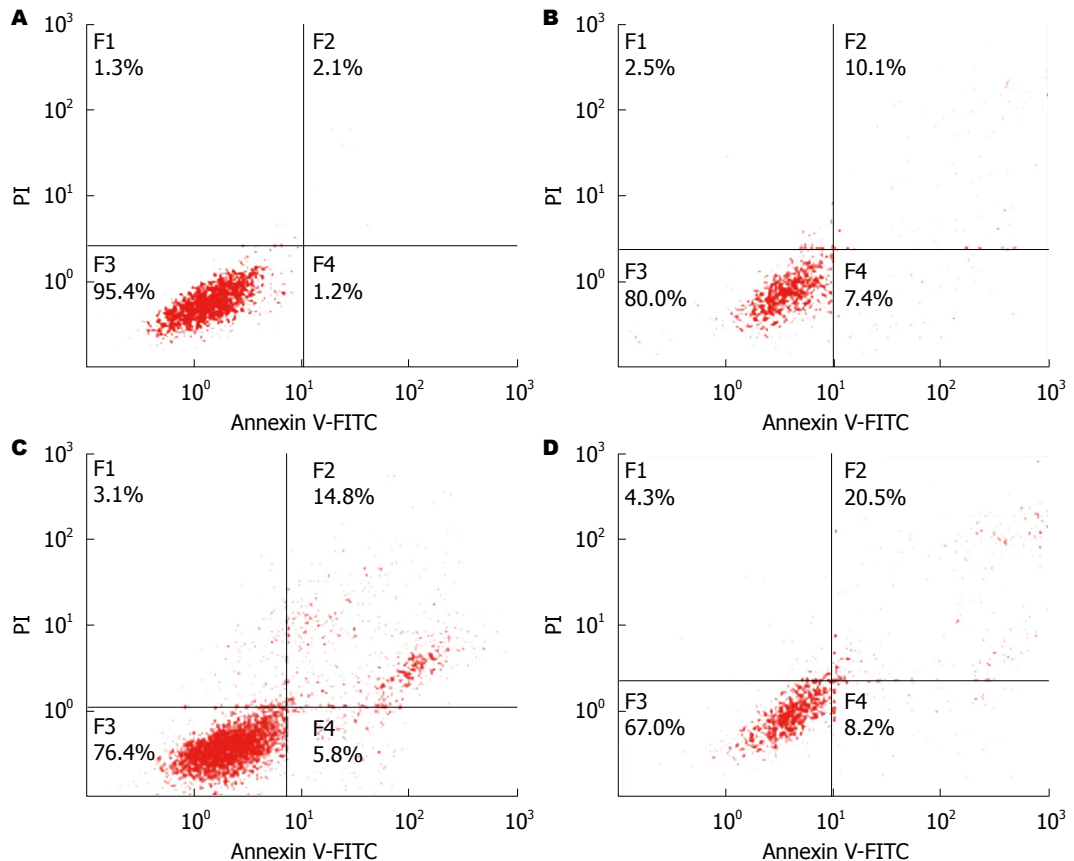 A
10³
F1
1.3%
F2
2.1%
10²
PI
10¹
F3
95.4%
F4
1.2%
10⁰
10⁰
10¹
10²
10³
Annexin V-FITC
B
10³
F1
2.5%
F2
10.1%
10²
PI
10¹
F3
80.0%
F4
7.4%
10⁰
10⁰
10¹
10²
10³
Annexin V-FITC
C
10³
F1
3.1%
F2
14.8%
10²
PI
10¹
F3
76.4%
F4
5.8%
10⁰
10⁰
10¹
10²
10³
Annexin V-FITC
D
10³
F1
4.3%
F2
20.5%
10²
PI
10¹
F3
67.0%
F4
8.2%
10⁰
10⁰
10¹
10²
10³
Annexin V-FITC